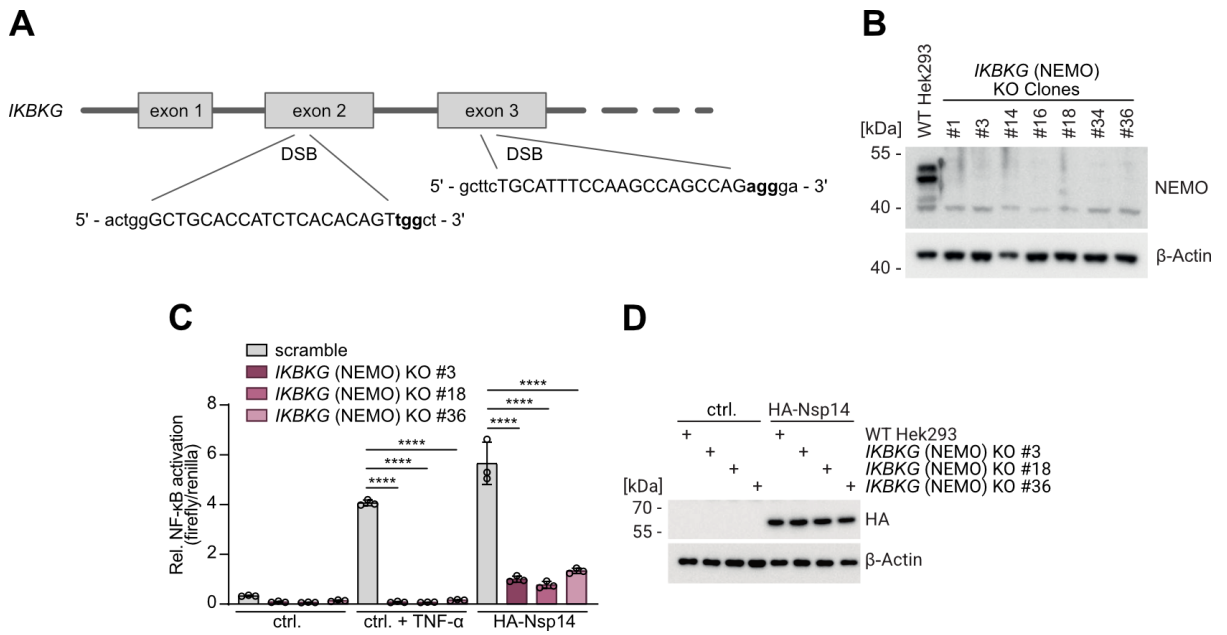 A
IKBKG
exon 1
exon 2
exon 3
DSB
DSB
5' - gcttcTGCATTTCCAAGCCAGCCAGaggga - 3'
5' - actggGCTGCACCATCTCACACAGTtggct - 3'
B
WT Hek293
IKBKG (NEMO)
KO Clones
#1
#3
#14
#16
#18
#34
#36
[kDa]
55 -
40 -
NEMO
40 -
β-Actin
C
scramble
IKBKG (NEMO) KO #3
IKBKG (NEMO) KO #18
IKBKG (NEMO) KO #36
Rel. NF-κB activation
(firefly/renilla)
8
6
4
2
0
****
****
****
****
****
****
ctrl.
ctrl. + TNF-α
HA-Nsp14
D
ctrl.
HA-Nsp14
+ + WT Hek293
+ + IKBKG (NEMO) KO #3
+ + IKBKG (NEMO) KO #18
+ + IKBKG (NEMO) KO #36
[kDa]
70 -
55 -
HA
β-Actin